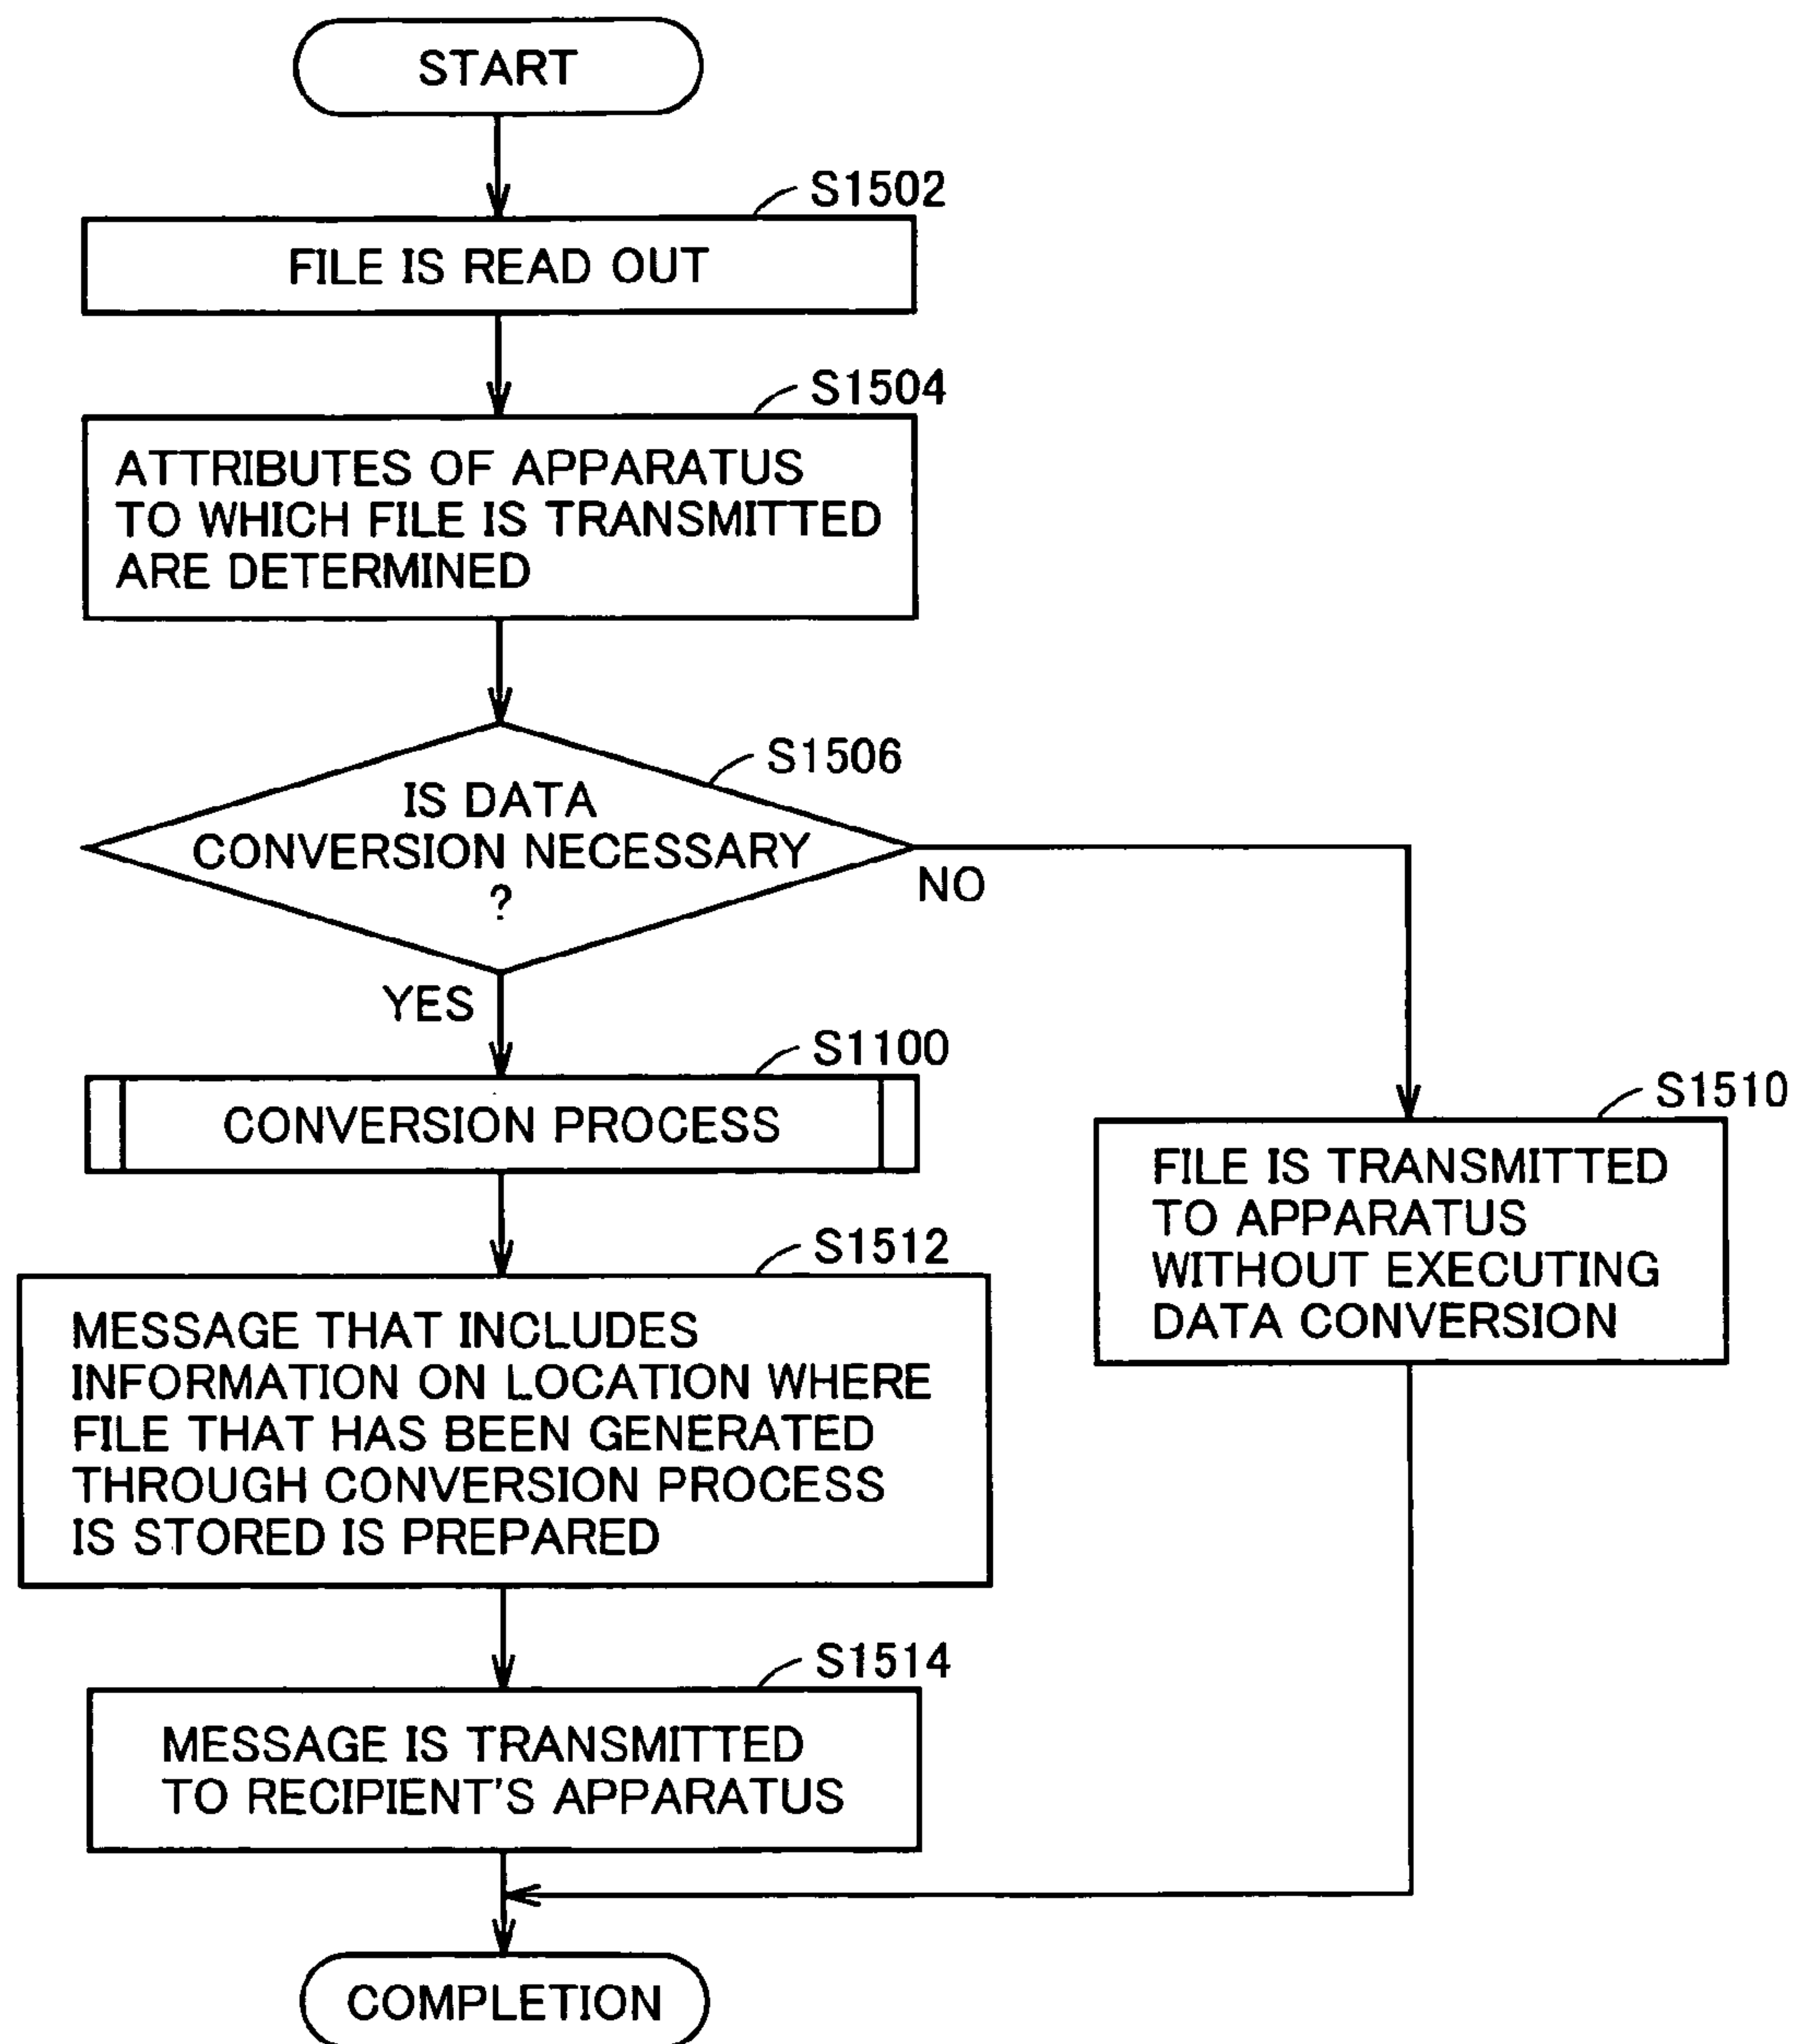 START
S1502
FILE IS READ OUT
S1504
ATTRIBUTES OF APPARATUS
TO WHICH FILE IS TRANSMITTED
ARE DETERMINED
S1506
IS DATA
CONVERSION NECESSARY
?
NO
YES
S1100
CONVERSION PROCESS
S1510
FILE IS TRANSMITTED
TO APPARATUS
WITHOUT EXECUTING
DATA CONVERSION
S1512
MESSAGE THAT INCLUDES
INFORMATION ON LOCATION WHERE
FILE THAT HAS BEEN GENERATED
THROUGH CONVERSION PROCESS
IS STORED IS PREPARED
S1514
MESSAGE IS TRANSMITTED
TO RECIPIENT'S APPARATUS
COMPLETION